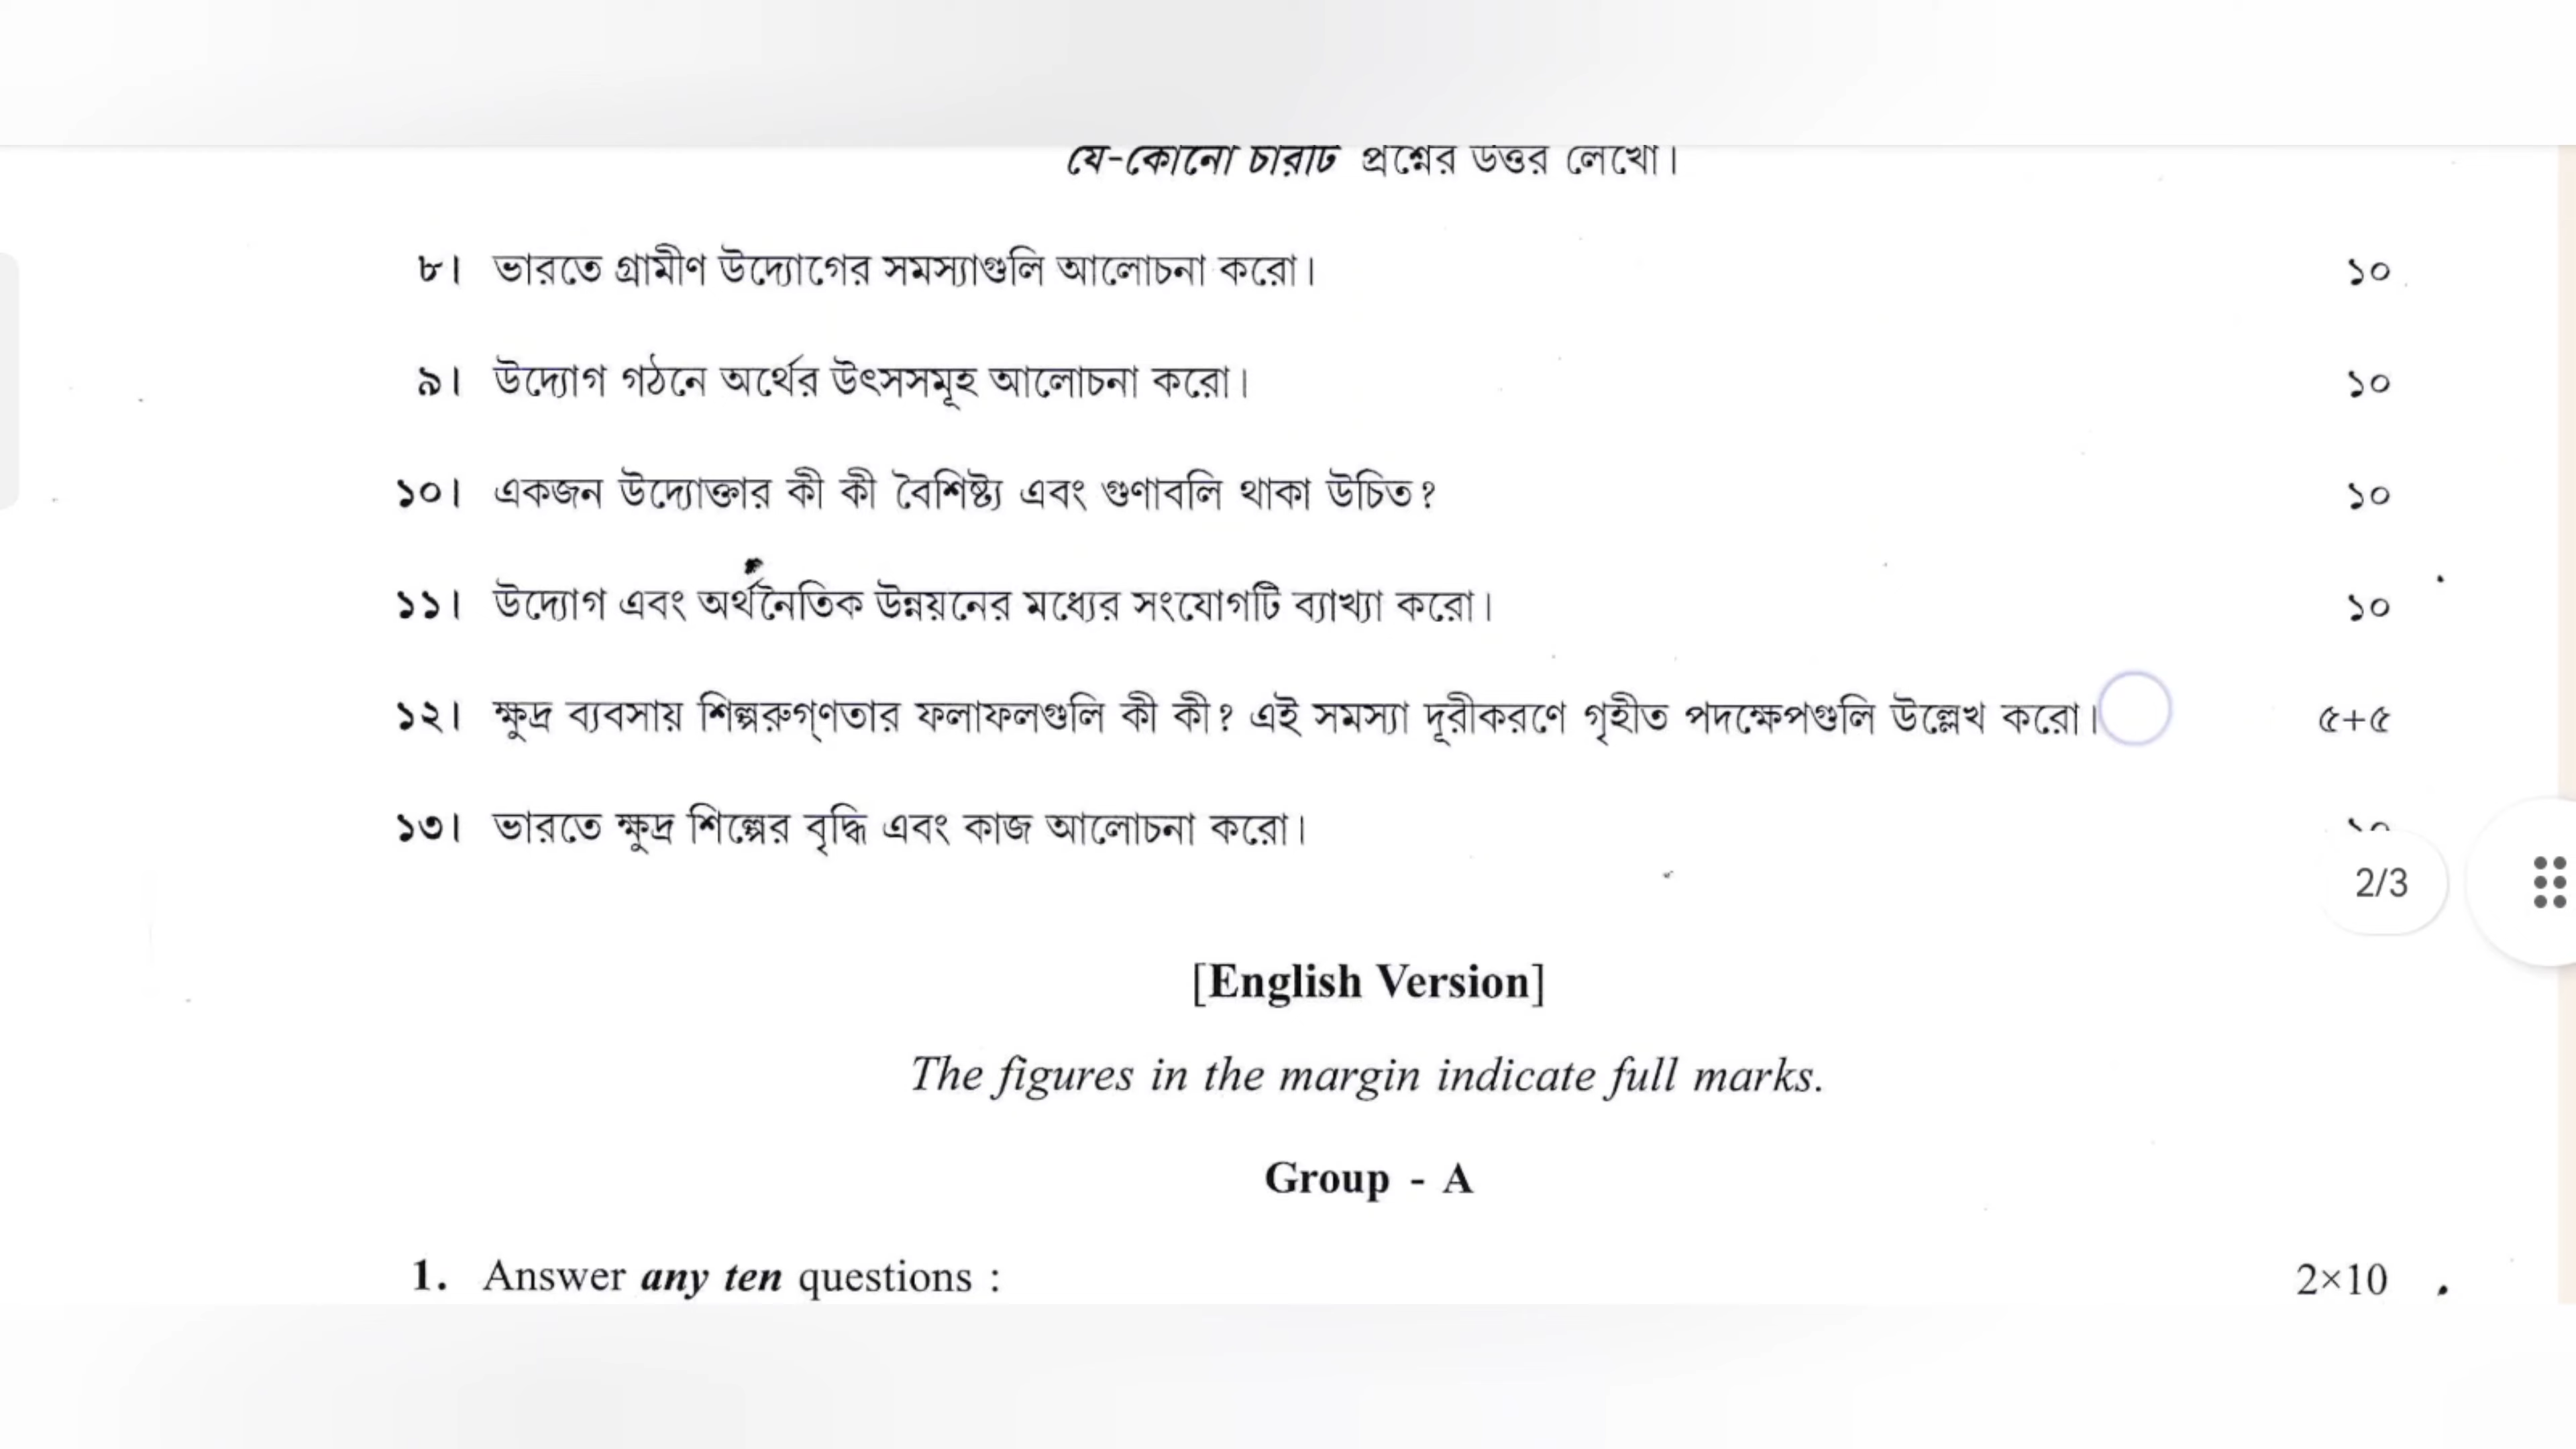 যে-কোনো চারটি প্রশ্নের উত্তর লেখো।
৮। ভারতে গ্রামীণ উদ্যোগের সমস্যাগুলি আলোচনা করো। ১০
৯। উদ্যোগ গঠনে অর্থের উৎসসমূহ আলোচনা করো। ১০
১০। একজন উদ্যোক্তার কী কী বৈশিষ্ট্য এবং গুণাবলি থাকা উচিত? ১০
১১। উদ্যোগ এবং অর্থনৈতিক উন্নয়নের মধ্যের সংযোগটি ব্যাখ্যা করো। ১০
১২। ক্ষুদ্র ব্যবসায় শিল্পরুগ্‌ণতার ফলাফলগুলি কী কী? এই সমস্যা দূরীকরণে গৃহীত পদক্ষেপগুলি উল্লেখ করো। ৫+৫
১৩। ভারতে ক্ষুদ্র শিল্পের বৃদ্ধি এবং কাজ আলোচনা করো। ১০
2/3
[English Version]
The figures in the margin indicate full marks.
Group - A
1. Answer any ten questions : 2×10